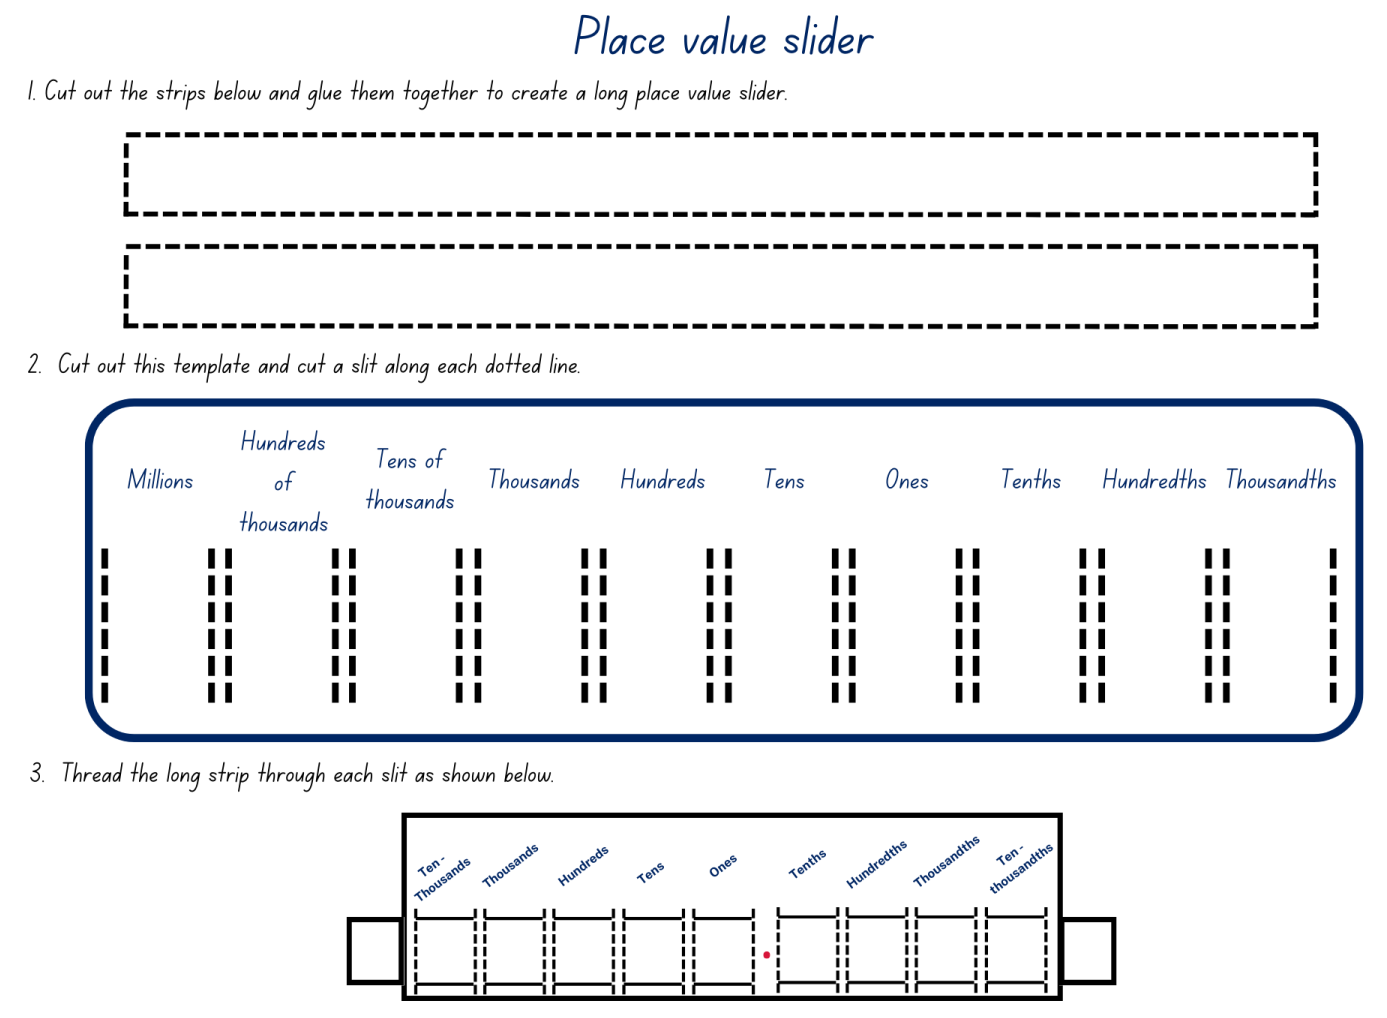 Place value slider
1. Cut out the strips below and glue them together to create a long place value slider.
2. Cut out this template and cut a slit along each dotted line.
Millions
Hundreds
of
thousands
Tens of
thousands
Thousands
Hundreds
Tens
Ones
Tenths
Hundredths
Thousandths
3. Thread the long strip through each slit as shown below.
Ten -
Thousands
Thousands
Hundreds
Tens
Ones
Tenths
Hundredths
Thousandths
Ten -
thousandths